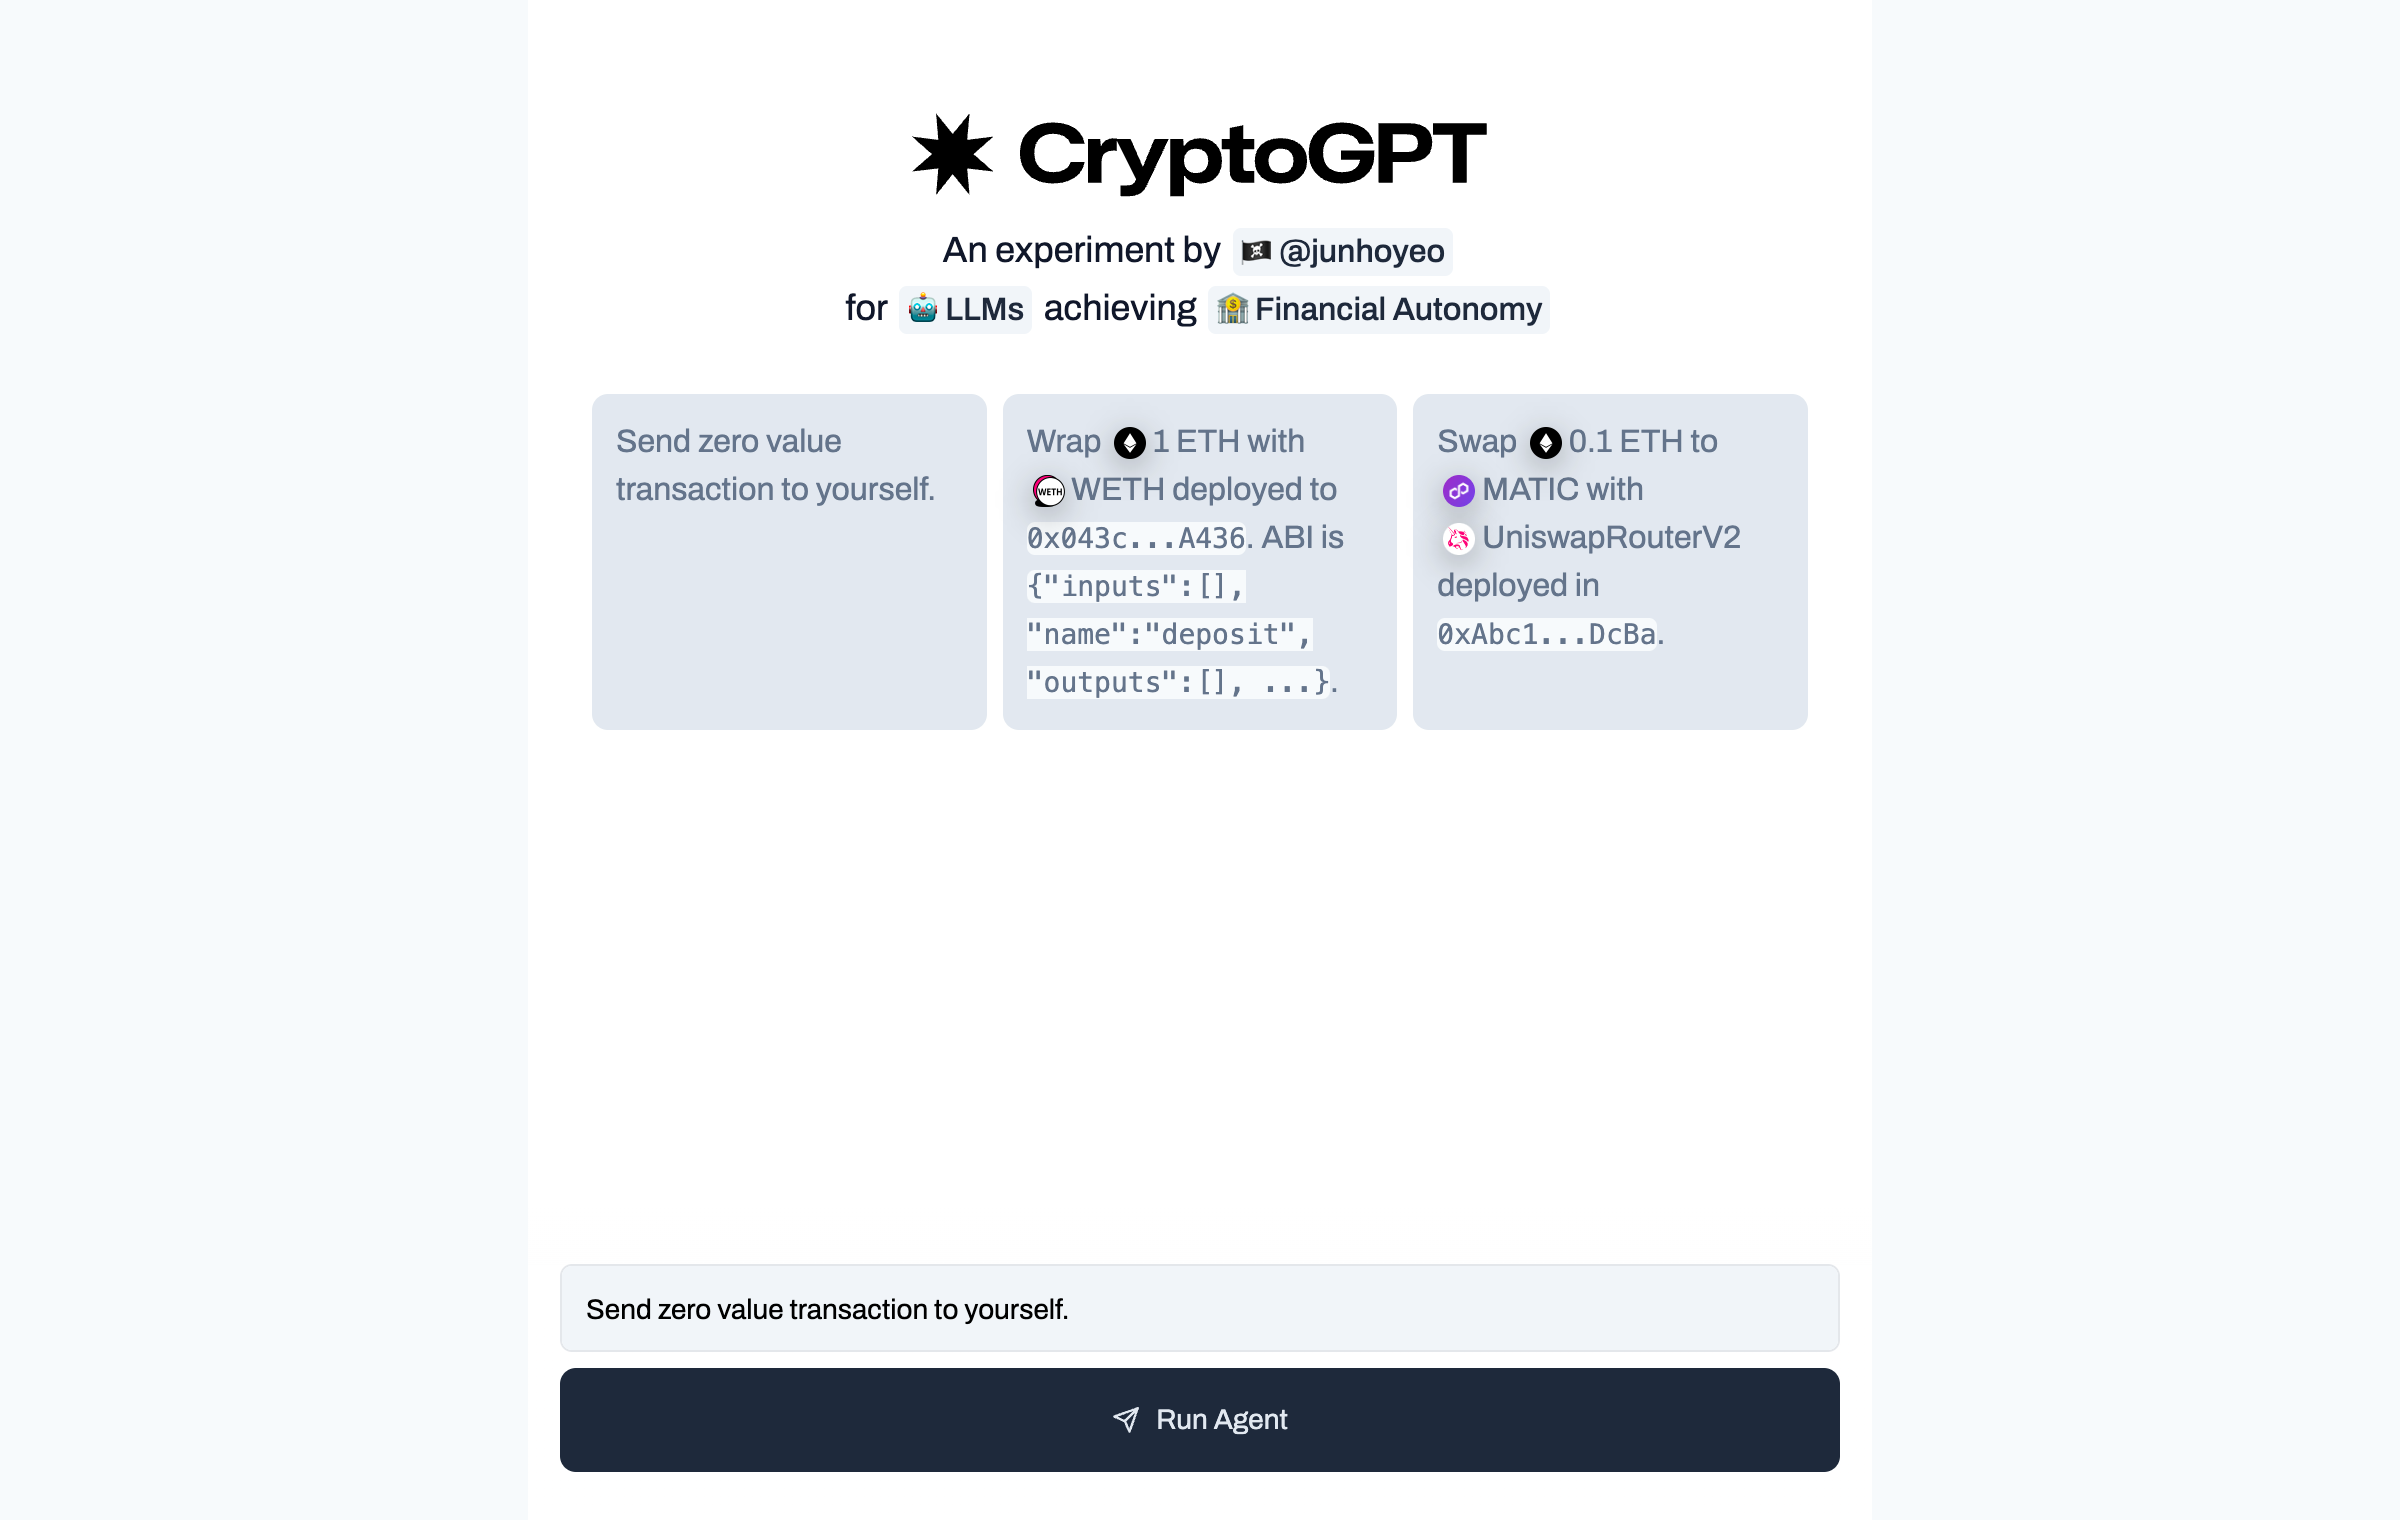 CryptoGPT
An experiment by 🏴‍☠️ @junhoyeo
for 🤖 LLMs achieving 🏦 Financial Autonomy
Send zero value
transaction to yourself.
Wrap 1 ETH with
WETH WETH deployed to
0x043c...A436. ABI is
{"inputs":[],
"name":"deposit",
"outputs":[], ...}.
Swap 0.1 ETH to
MATIC with
UniswapRouterV2
deployed in
0xAbc1...DcBa.
Send zero value transaction to yourself.
Run Agent